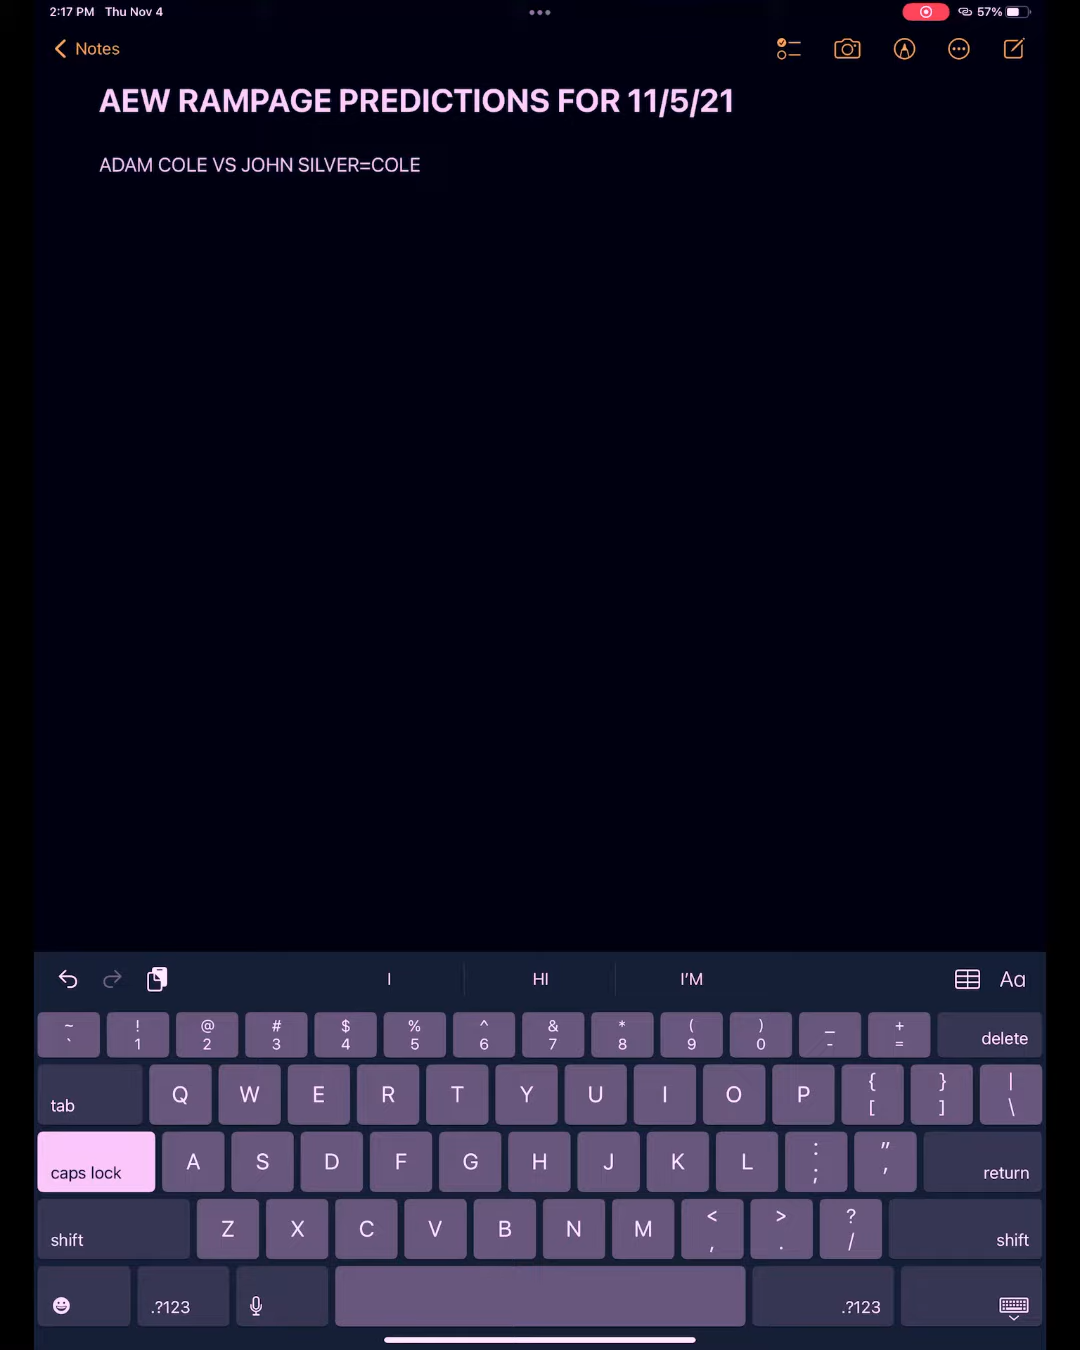 2:17 PM Thu Nov 4
57%
Notes
AEW RAMPAGE PREDICTIONS FOR 11/5/21
ADAM COLE VS JOHN SILVER=COLE
I HI I'M
Aa
~ ! @ # $ % ^ & * ( ) _ +
` 1 2 3 4 5 6 7 8 9 0 - = delete
tab Q W E R T Y U I O P { [ } ] | \
caps lock A S D F G H J K L : ; " ' return
shift Z X C V B N M < , > . ? / shift
.?123 .?123